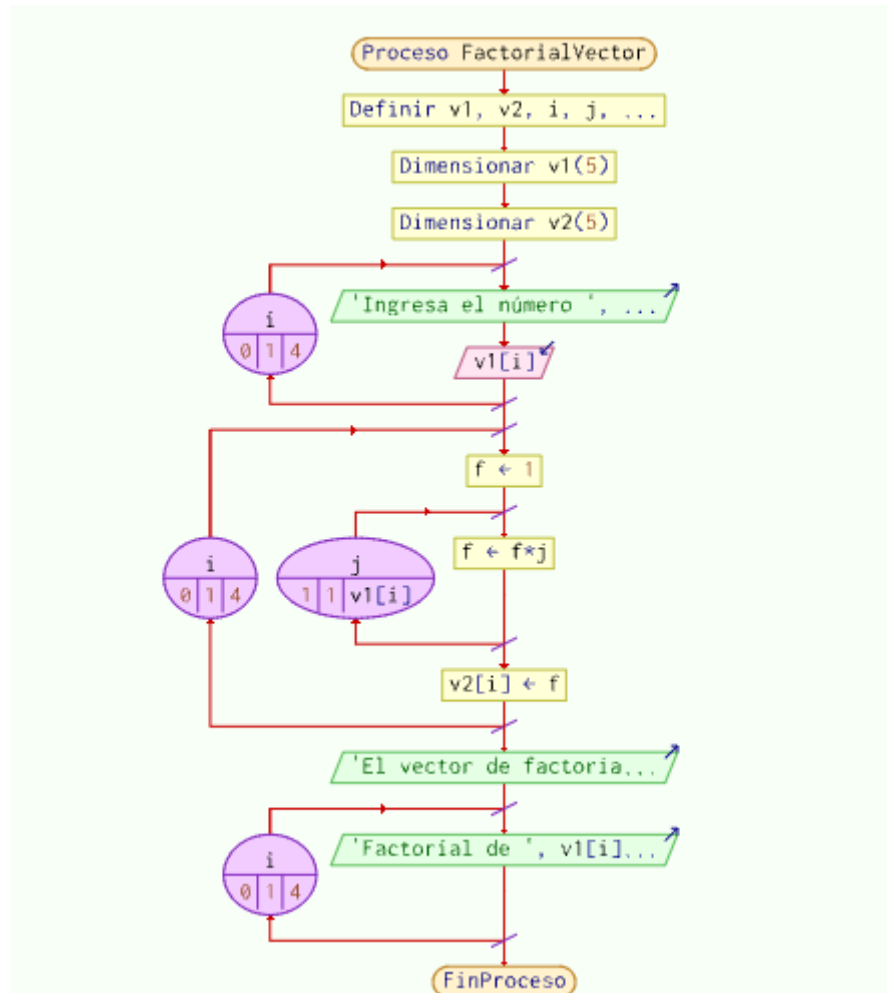 Proceso FactorialVector
Definir v1, v2, i, j, ...
Dimensionar v1(5)
Dimensionar v2(5)
i
0 1 4
'Ingresa el número ', ...
v1[i]
f ← 1
i
0 1 4
j
1 1 v1[i]
f ← f*j
v2[i] ← f
'El vector de factoria...
i
0 1 4
'Factorial de ', v1[i]...
FinProceso